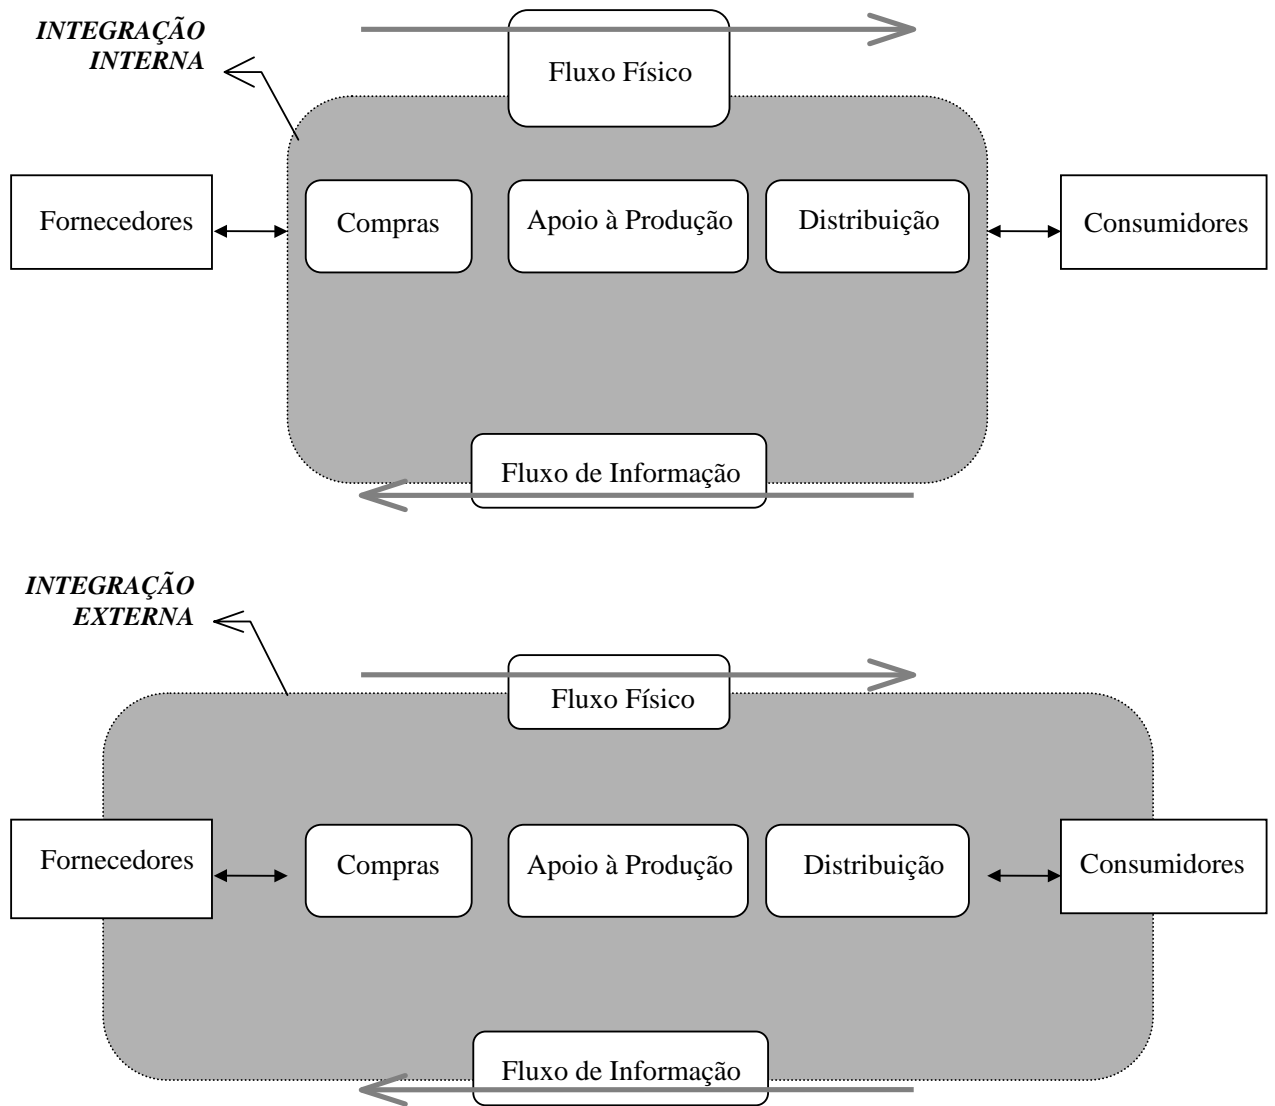 INTEGRAÇÃO
INTERNA
Fluxo Físico
Fornecedores
Compras
Apoio à Produção
Distribuição
Consumidores
Fluxo de Informação
INTEGRAÇÃO
EXTERNA
Fluxo Físico
Fornecedores
Compras
Apoio à Produção
Distribuição
Consumidores
Fluxo de Informação